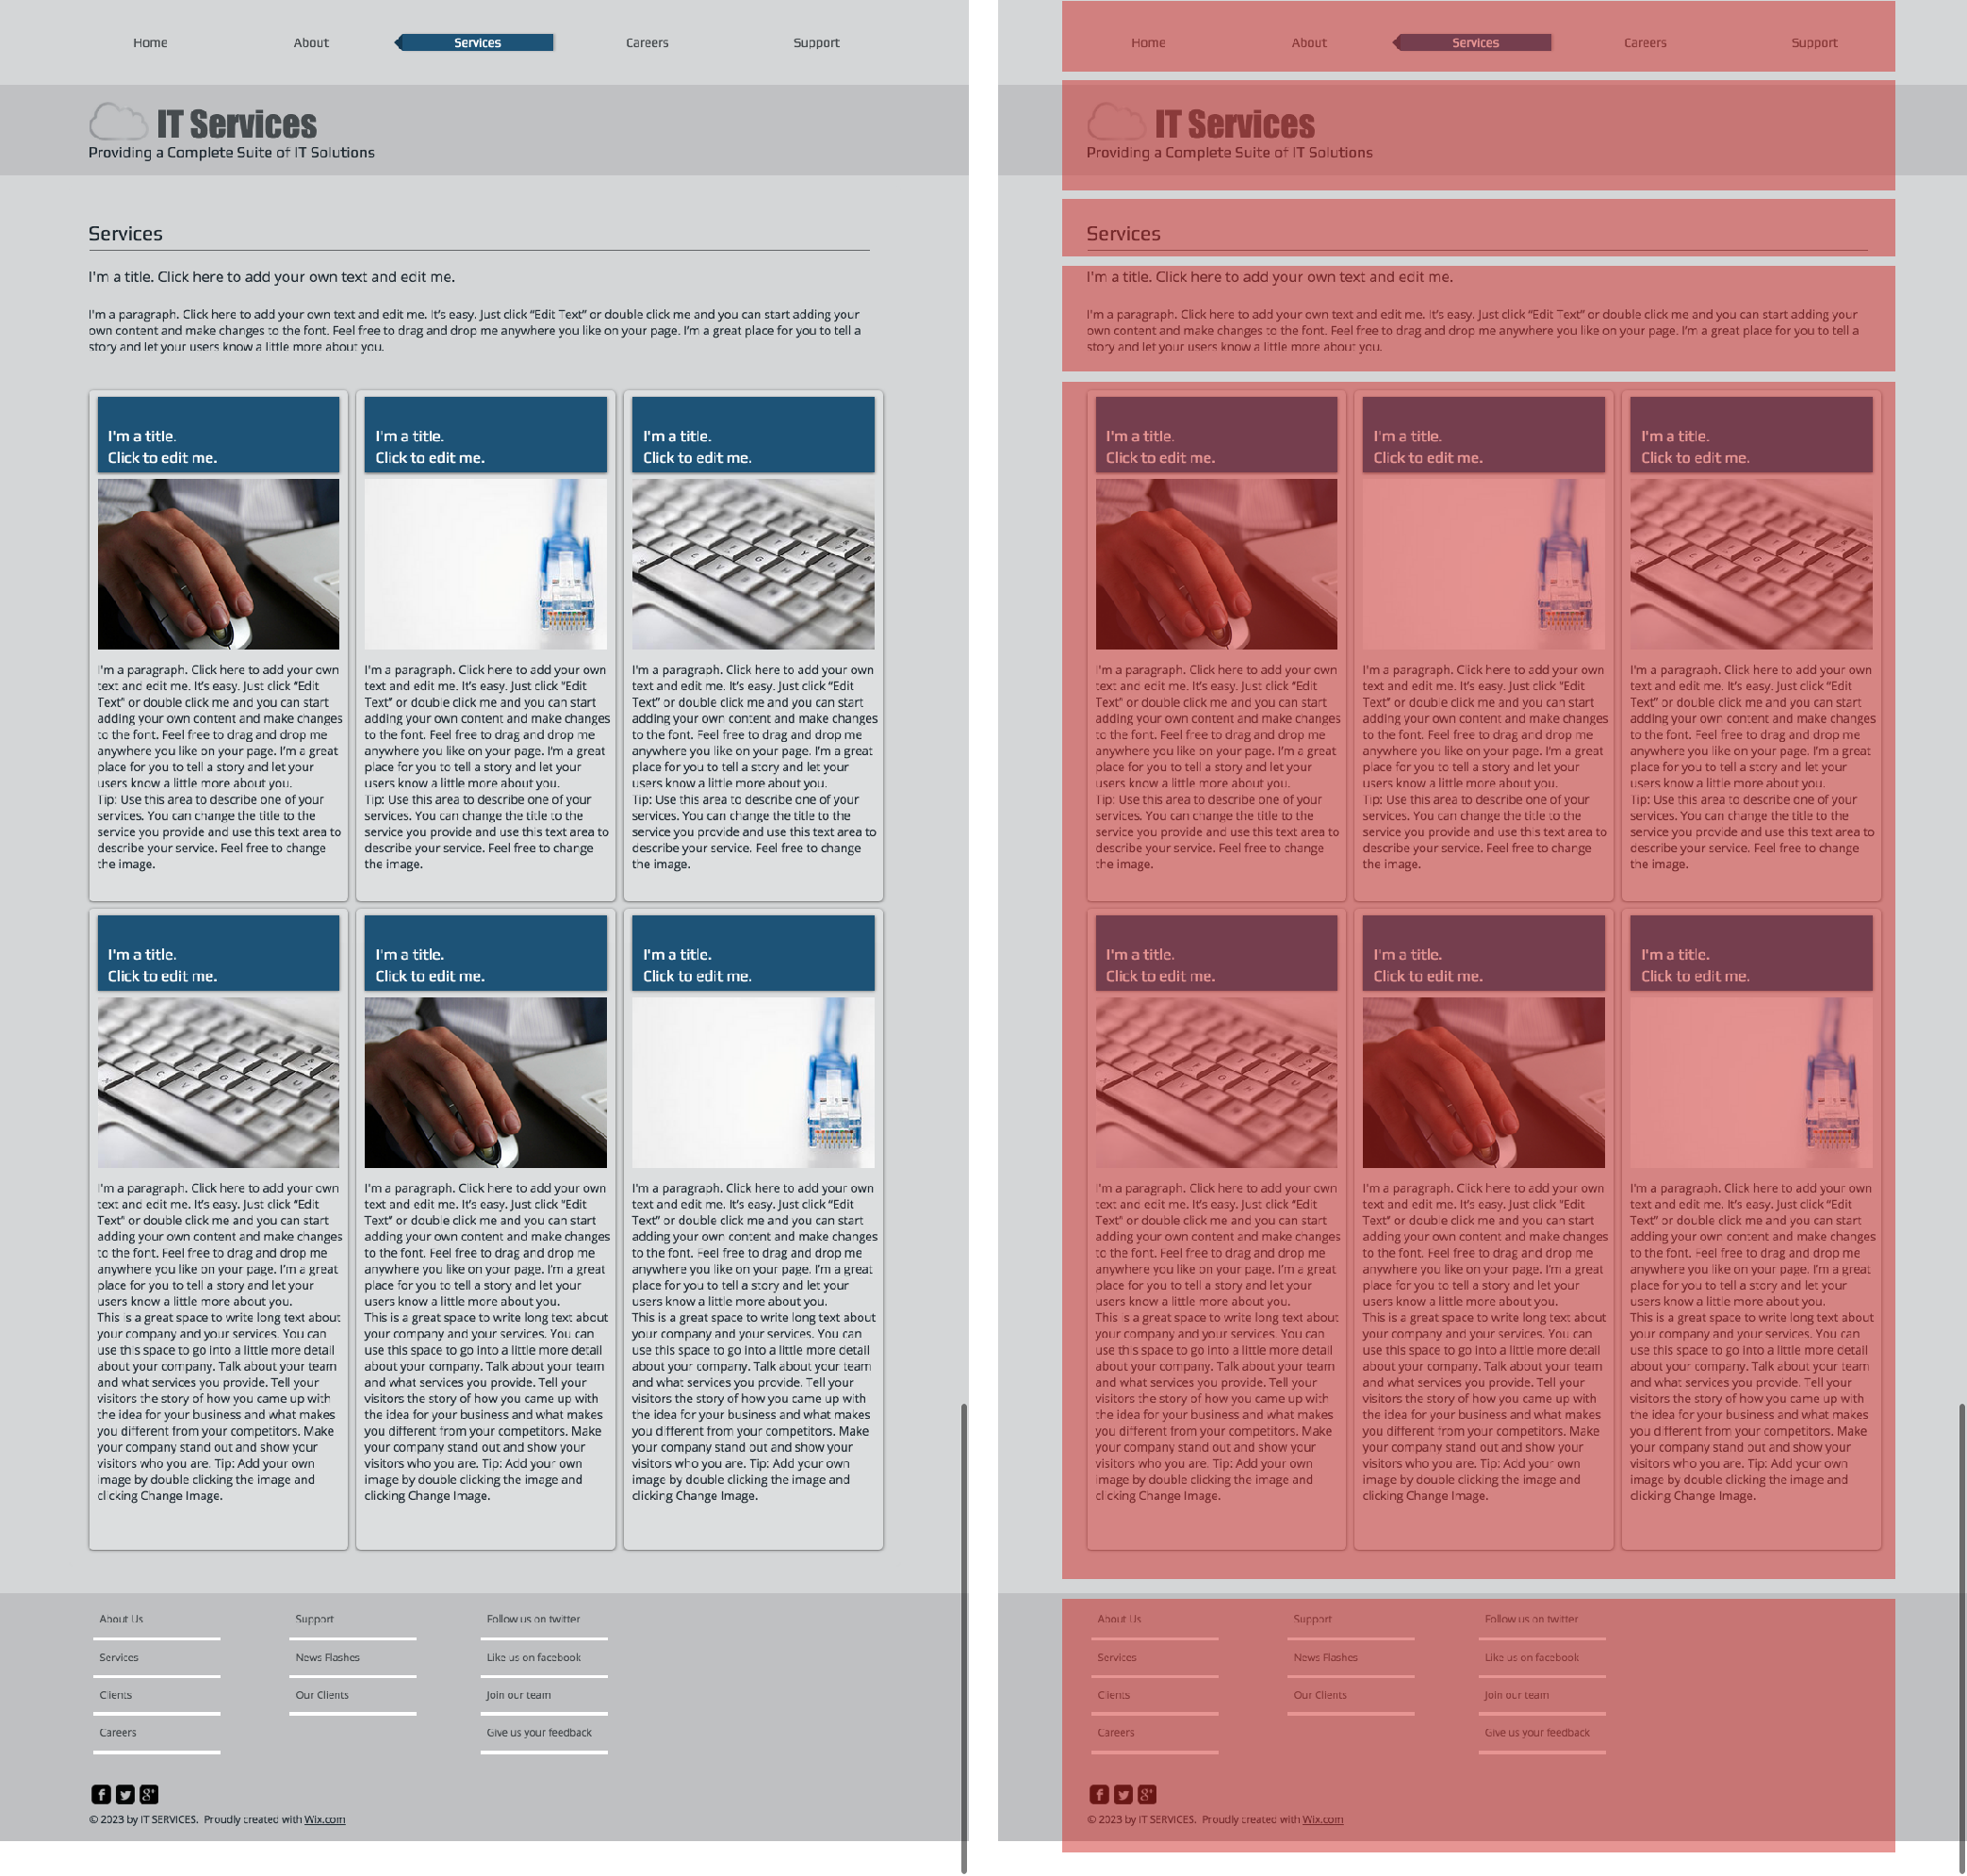 Home About Services Careers Support
IT Services
Providing a Complete Suite of IT Solutions
Services
I'm a title. Click here to add your own text and edit me.
I'm a paragraph. Click here to add your own text and edit me. It's easy. Just click “Edit Text” or double click me and you can start adding your
own content and make changes to the font. Feel free to drag and drop me anywhere you like on your page. I'm a great place for you to tell a
story and let your users know a little more about you.
I'm a title.
Click to edit me.
I'm a paragraph. Click here to add your own
text and edit me. It's easy. Just click “Edit
Text” or double click me and you can start
adding your own content and make changes
to the font. Feel free to drag and drop me
anywhere you like on your page. I'm a great
place for you to tell a story and let your
users know a little more about you.
Tip: Use this area to describe one of your
services. You can change the title to the
service you provide and use this text area to
describe your service. Feel free to change
the image.
I'm a title.
Click to edit me.
I'm a paragraph. Click here to add your own
text and edit me. It's easy. Just click “Edit
Text” or double click me and you can start
adding your own content and make changes
to the font. Feel free to drag and drop me
anywhere you like on your page. I'm a great
place for you to tell a story and let your
users know a little more about you.
Tip: Use this area to describe one of your
services. You can change the title to the
service you provide and use this text area to
describe your service. Feel free to change
the image.
I'm a title.
Click to edit me.
I'm a paragraph. Click here to add your own
text and edit me. It's easy. Just click “Edit
Text” or double click me and you can start
adding your own content and make changes
to the font. Feel free to drag and drop me
anywhere you like on your page. I'm a great
place for you to tell a story and let your
users know a little more about you.
Tip: Use this area to describe one of your
services. You can change the title to the
service you provide and use this text area to
describe your service. Feel free to change
the image.
I'm a title.
Click to edit me.
I'm a paragraph. Click here to add your own
text and edit me. It's easy. Just click “Edit
Text” or double click me and you can start
adding your own content and make changes
to the font. Feel free to drag and drop me
anywhere you like on your page. I'm a great
place for you to tell a story and let your
users know a little more about you.
This is a great space to write long text about
your company and your services. You can
use this space to go into a little more detail
about your company. Talk about your team
and what services you provide. Tell your
visitors the story of how you came up with
the idea for your business and what makes
you different from your competitors. Make
your company stand out and show your
visitors who you are. Tip: Add your own
image by double clicking the image and
clicking Change Image.
I'm a title.
Click to edit me.
I'm a paragraph. Click here to add your own
text and edit me. It's easy. Just click “Edit
Text” or double click me and you can start
adding your own content and make changes
to the font. Feel free to drag and drop me
anywhere you like on your page. I'm a great
place for you to tell a story and let your
users know a little more about you.
This is a great space to write long text about
your company and your services. You can
use this space to go into a little more detail
about your company. Talk about your team
and what services you provide. Tell your
visitors the story of how you came up with
the idea for your business and what makes
you different from your competitors. Make
your company stand out and show your
visitors who you are. Tip: Add your own
image by double clicking the image and
clicking Change Image.
I'm a title.
Click to edit me.
I'm a paragraph. Click here to add your own
text and edit me. It's easy. Just click “Edit
Text” or double click me and you can start
adding your own content and make changes
to the font. Feel free to drag and drop me
anywhere you like on your page. I'm a great
place for you to tell a story and let your
users know a little more about you.
This is a great space to write long text about
your company and your services. You can
use this space to go into a little more detail
about your company. Talk about your team
and what services you provide. Tell your
visitors the story of how you came up with
the idea for your business and what makes
you different from your competitors. Make
your company stand out and show your
visitors who you are. Tip: Add your own
image by double clicking the image and
clicking Change Image.
About Us
Services
Clients
Careers
Support
News Flashes
Our Clients
Follow us on twitter
Like us on facebook
Join our team
Give us your feedback
© 2023 by IT SERVICES. Proudly created with Wix.com
Home About Services Careers Support
IT Services
Providing a Complete Suite of IT Solutions
Services
I'm a title. Click here to add your own text and edit me.
I'm a paragraph. Click here to add your own text and edit me. It's easy. Just click “Edit Text” or double click me and you can start adding your
own content and make changes to the font. Feel free to drag and drop me anywhere you like on your page. I'm a great place for you to tell a
story and let your users know a little more about you.
I'm a title.
Click to edit me.
I'm a paragraph. Click here to add your own
text and edit me. It's easy. Just click “Edit
Text” or double click me and you can start
adding your own content and make changes
to the font. Feel free to drag and drop me
anywhere you like on your page. I'm a great
place for you to tell a story and let your
users know a little more about you.
Tip: Use this area to describe one of your
services. You can change the title to the
service you provide and use this text area to
describe your service. Feel free to change
the image.
I'm a title.
Click to edit me.
I'm a paragraph. Click here to add your own
text and edit me. It's easy. Just click “Edit
Text” or double click me and you can start
adding your own content and make changes
to the font. Feel free to drag and drop me
anywhere you like on your page. I'm a great
place for you to tell a story and let your
users know a little more about you.
Tip: Use this area to describe one of your
services. You can change the title to the
service you provide and use this text area to
describe your service. Feel free to change
the image.
I'm a title.
Click to edit me.
I'm a paragraph. Click here to add your own
text and edit me. It's easy. Just click “Edit
Text” or double click me and you can start
adding your own content and make changes
to the font. Feel free to drag and drop me
anywhere you like on your page. I'm a great
place for you to tell a story and let your
users know a little more about you.
Tip: Use this area to describe one of your
services. You can change the title to the
service you provide and use this text area to
describe your service. Feel free to change
the image.
I'm a title.
Click to edit me.
I'm a paragraph. Click here to add your own
text and edit me. It's easy. Just click “Edit
Text” or double click me and you can start
adding your own content and make changes
to the font. Feel free to drag and drop me
anywhere you like on your page. I'm a great
place for you to tell a story and let your
users know a little more about you.
This is a great space to write long text about
your company and your services. You can
use this space to go into a little more detail
about your company. Talk about your team
and what services you provide. Tell your
visitors the story of how you came up with
the idea for your business and what makes
you different from your competitors. Make
your company stand out and show your
visitors who you are. Tip: Add your own
image by double clicking the image and
clicking Change Image.
I'm a title.
Click to edit me.
I'm a paragraph. Click here to add your own
text and edit me. It's easy. Just click “Edit
Text” or double click me and you can start
adding your own content and make changes
to the font. Feel free to drag and drop me
anywhere you like on your page. I'm a great
place for you to tell a story and let your
users know a little more about you.
This is a great space to write long text about
your company and your services. You can
use this space to go into a little more detail
about your company. Talk about your team
and what services you provide. Tell your
visitors the story of how you came up with
the idea for your business and what makes
you different from your competitors. Make
your company stand out and show your
visitors who you are. Tip: Add your own
image by double clicking the image and
clicking Change Image.
I'm a title.
Click to edit me.
I'm a paragraph. Click here to add your own
text and edit me. It's easy. Just click “Edit
Text” or double click me and you can start
adding your own content and make changes
to the font. Feel free to drag and drop me
anywhere you like on your page. I'm a great
place for you to tell a story and let your
users know a little more about you.
This is a great space to write long text about
your company and your services. You can
use this space to go into a little more detail
about your company. Talk about your team
and what services you provide. Tell your
visitors the story of how you came up with
the idea for your business and what makes
you different from your competitors. Make
your company stand out and show your
visitors who you are. Tip: Add your own
image by double clicking the image and
clicking Change Image.
About Us
Services
Clients
Careers
Support
News Flashes
Our Clients
Follow us on twitter
Like us on facebook
Join our team
Give us your feedback
© 2023 by IT SERVICES. Proudly created with Wix.com